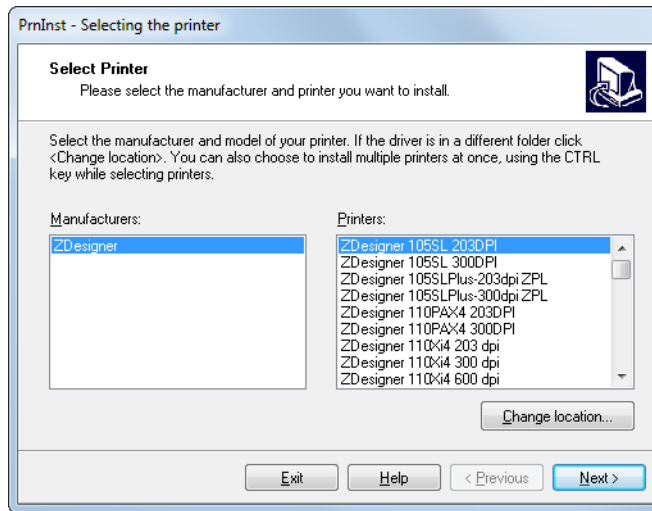 PrnInst - Selecting the printer
Select Printer
Please select the manufacturer and printer you want to install.
Select the manufacturer and model of your printer. If the driver is in a different folder click
<Change location>. You can also choose to install multiple printers at once, using the CTRL
key while selecting printers.
Manufacturers:
ZDesigner
Printers:
ZDesigner 105SL 203DPI
ZDesigner 105SL 300DPI
ZDesigner 105SLPlus-203dpi ZPL
ZDesigner 105SLPlus-300dpi ZPL
ZDesigner 110PAX4 203DPI
ZDesigner 110PAX4 300DPI
ZDesigner 110Xi4 203 dpi
ZDesigner 110Xi4 300 dpi
ZDesigner 110Xi4 600 dpi
Change location...
Exit
Help
< Previous
Next >